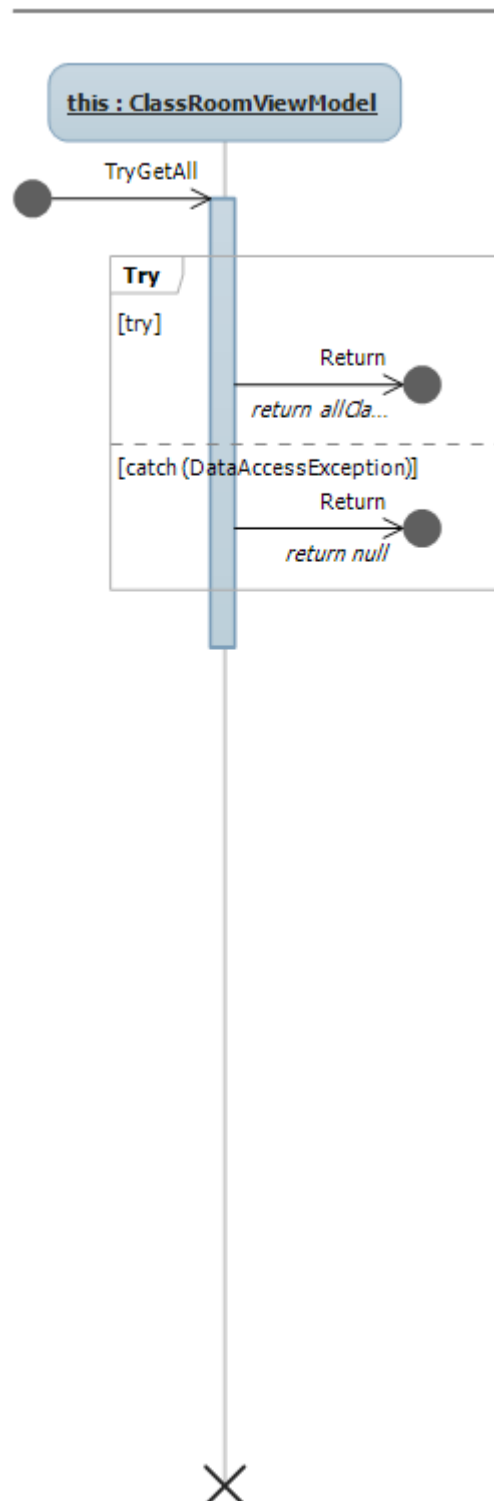 this : ClassRoomViewModel
TryGetAll
Try
[try]
Return
return allCla...
[catch (DataAccessException)]
Return
return null